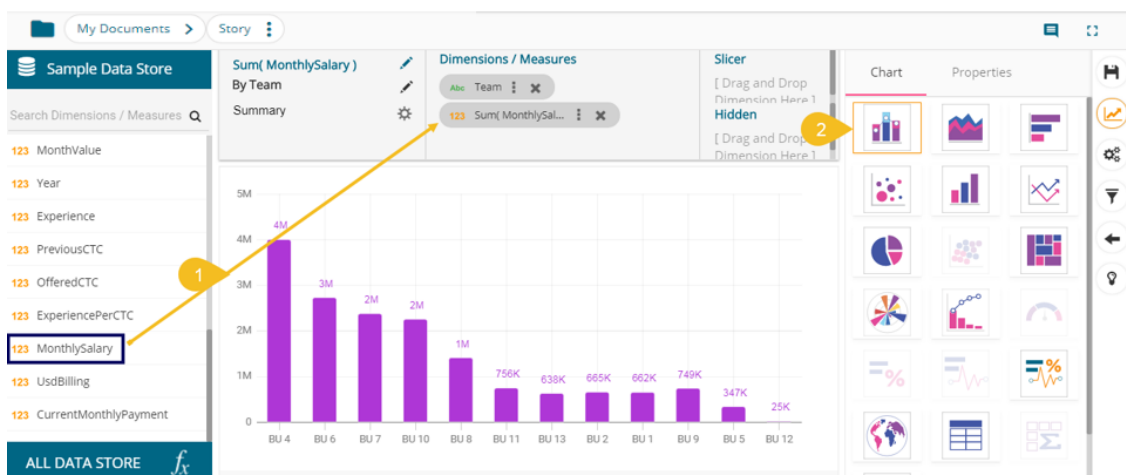 My Documents
Story
Sample Data Store
Search Dimensions / Measures
123 MonthValue
123 Year
123 Experience
123 PreviousCTC
123 OfferedCTC
123 ExperiencePerCTC
123 MonthlySalary
123 UsdBilling
123 CurrentMonthlyPayment
ALL DATA STORE fx
Sum( MonthlySalary )
By Team
Summary
Dimensions / Measures
Abc Team
123 Sum( MonthlySal...
Slicer
[ Drag and Drop
Dimension Here ]
Hidden
[ Drag and Drop
Dimension Here ]
1
2
Chart
Properties
5M
4M
3M
2M
1M
0
4M
3M
2M
2M
1M
756K
638K
665K
662K
749K
347K
25K
BU 4
BU 6
BU 7
BU 10
BU 8
BU 11
BU 13
BU 2
BU 1
BU 9
BU 5
BU 12